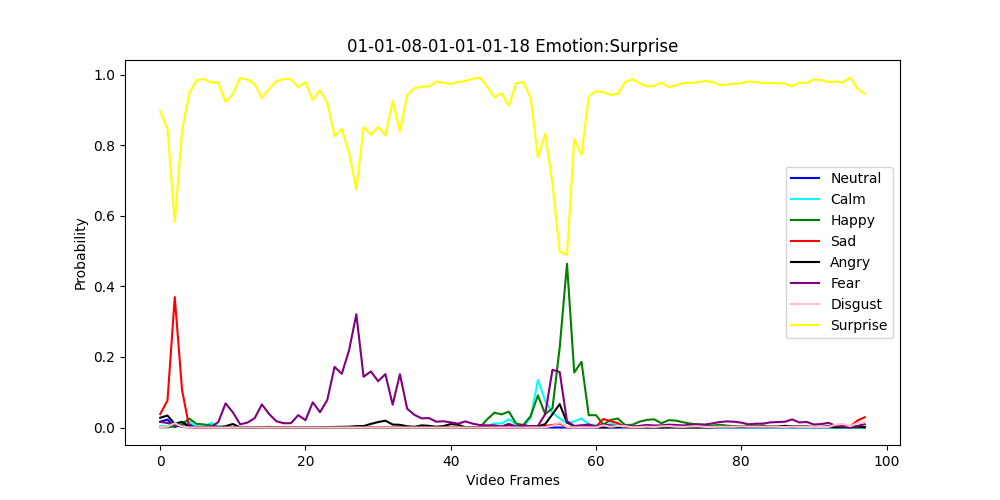 01-01-08-01-01-01-18 Emotion:Surprise
Probability
1.0
0.8
0.6
0.4
0.2
0.0
Neutral
Calm
Happy
Sad
Angry
Fear
Disgust
Surprise
0 20 40 60 80 100
Video Frames